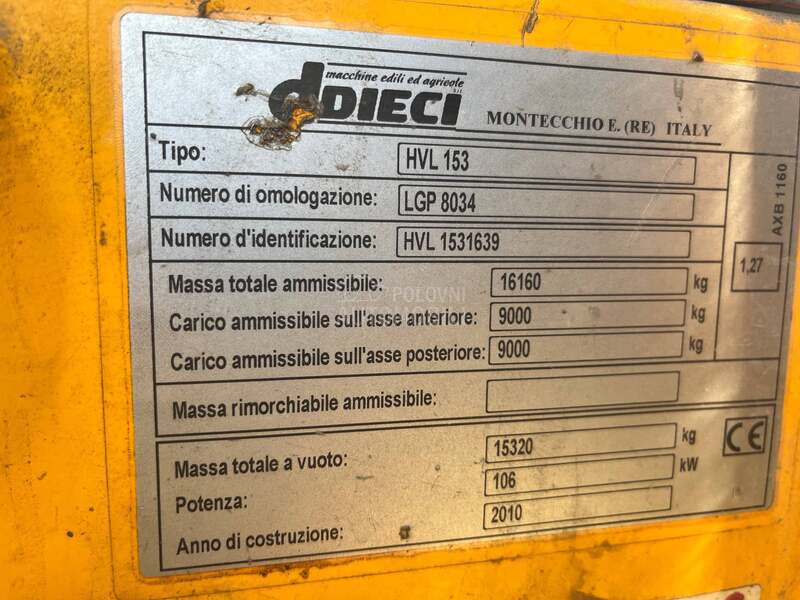 macchine edili ed agricole
dDIECI srl
MONTECCHIO E. (RE) ITALY
Tipo: HVL 153
Numero di omologazione: LGP 8034
Numero d'identificazione: HVL 1531639
AXB 1160
1,27
Massa totale ammissibile: 16160 kg
POLOVNI
Carico ammissibile sull'asse anteriore: 9000 kg
Carico ammissibile sull'asse posteriore: 9000 kg
Massa rimorchiabile ammissibile:
Massa totale a vuoto: 15320 kg
Potenza: 106 kW
Anno di costruzione: 2010
CE